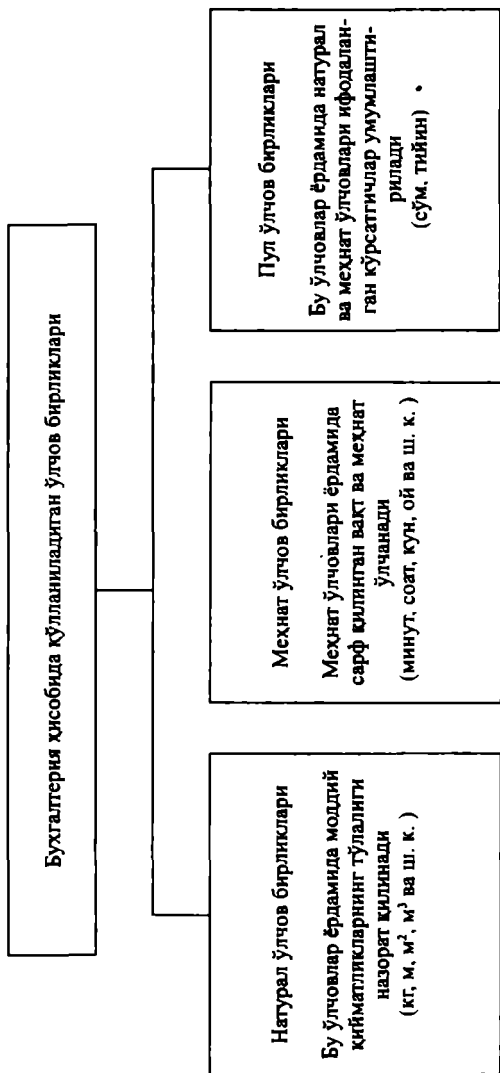 Бухгалтерия ҳисобида қўлланиладиган ўлчов бирликлари
Натурал ўлчов бирликлари
Бу ўлчовлар ёрдамида моддий
қийматликларнинг тўлалиги
назорат қилинади
(кг, м, м², м³ ва ш. к. )
Меҳнат ўлчов бирликлари
Меҳнат ўлчовлари ёрдамида
сарф қилинган вақт ва меҳнат
ўлчанади
(минут, соат, кун, ой ва ш. к. )
Пул ўлчов бирликлари
Бу ўлчовлар ёрдамида натурал
ва меҳнат ўлчовлари ифодалан-
ган кўрсатгичлар умумлашти-
рилади
(сўм, тийин)